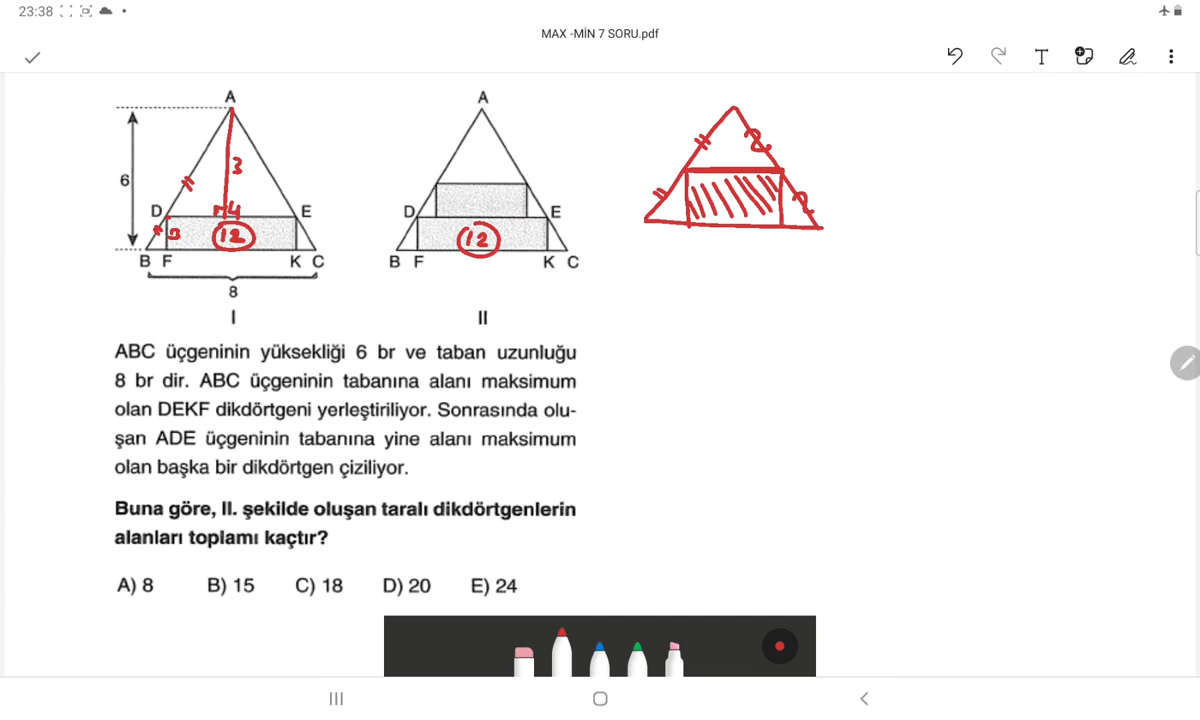 23:38
MAX -MİN 7 SORU.pdf
T
A
A
3
6
D
4
E
D
E
3
12
12
B F
K C
B F
K C
8
I
II
ABC üçgeninin yüksekliği 6 br ve taban uzunluğu
8 br dir. ABC üçgeninin tabanına alanı maksimum
olan DEKF dikdörtgeni yerleştiriliyor. Sonrasında olu-
şan ADE üçgeninin tabanına yine alanı maksimum
olan başka bir dikdörtgen çiziliyor.
Buna göre, II. şekilde oluşan taralı dikdörtgenlerin
alanları toplamı kaçtır?
A) 8 B) 15 C) 18 D) 20 E) 24